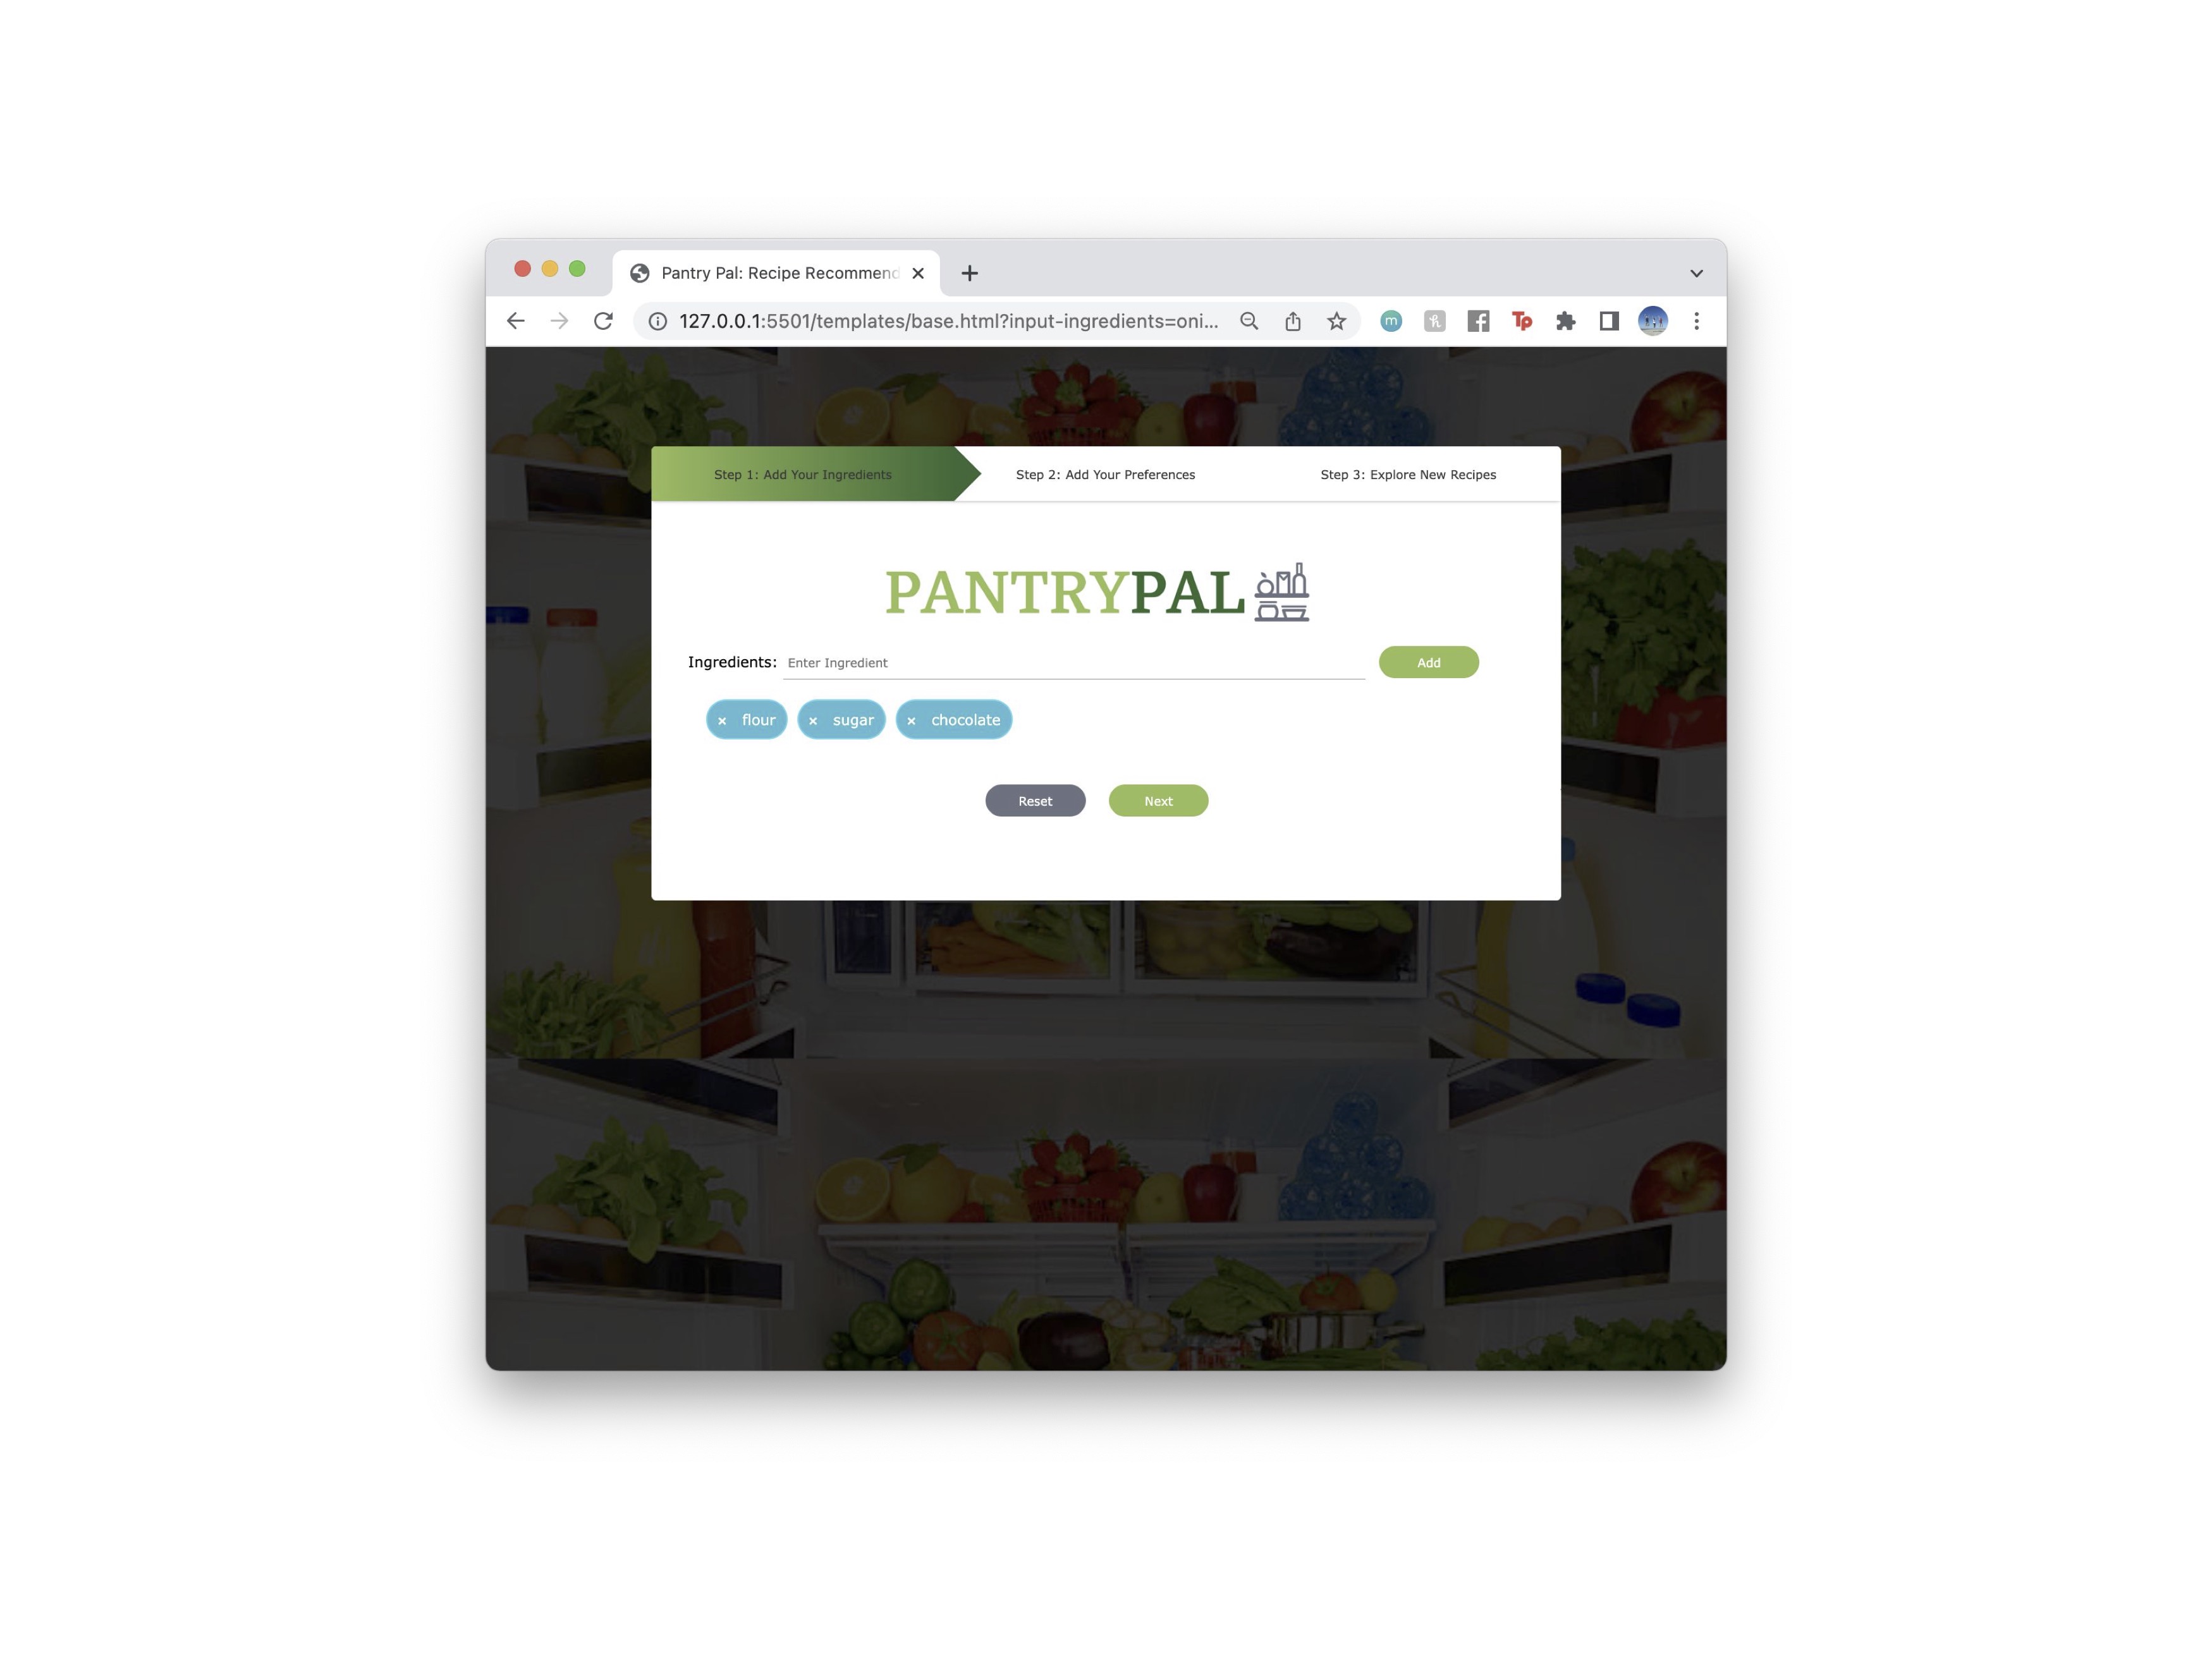 Pantry Pal: Recipe Recommend
127.0.0.1:5501/templates/base.html?input-ingredients=oni...
Step 1: Add Your Ingredients
Step 2: Add Your Preferences
Step 3: Explore New Recipes
PANTRYPAL
Ingredients: Enter Ingredient Add
× flour × sugar × chocolate
Reset Next